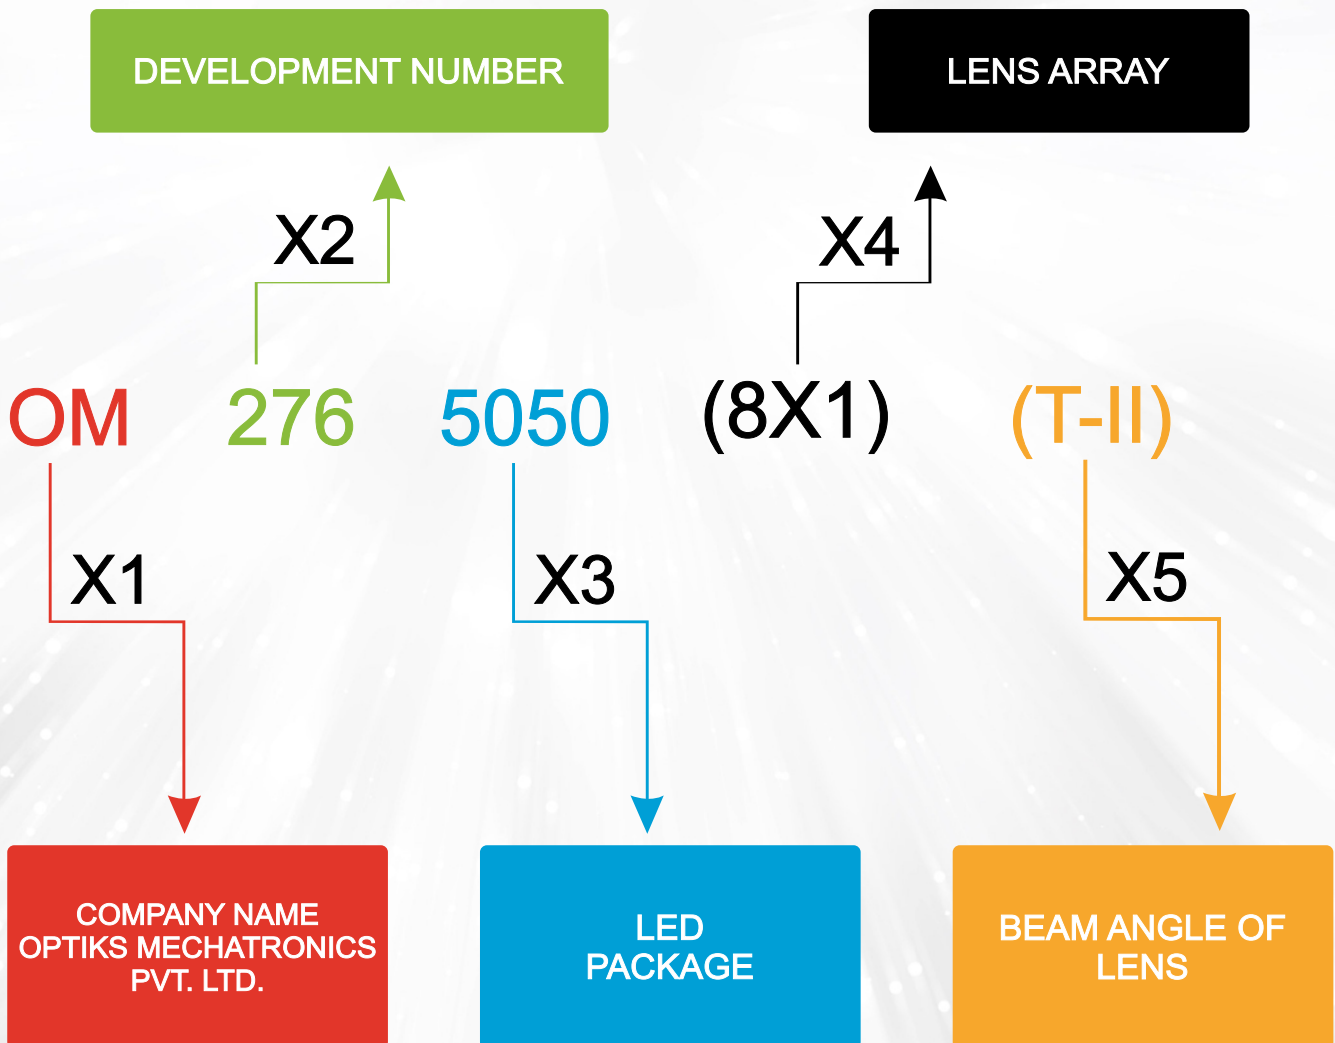 DEVELOPMENT NUMBER
LENS ARRAY
X2
X4
OM 276 5050 (8X1) (T-II)
X1
X3
X5
COMPANY NAME
OPTIKS MECHATRONICS
PVT. LTD.
LED
PACKAGE
BEAM ANGLE OF
LENS